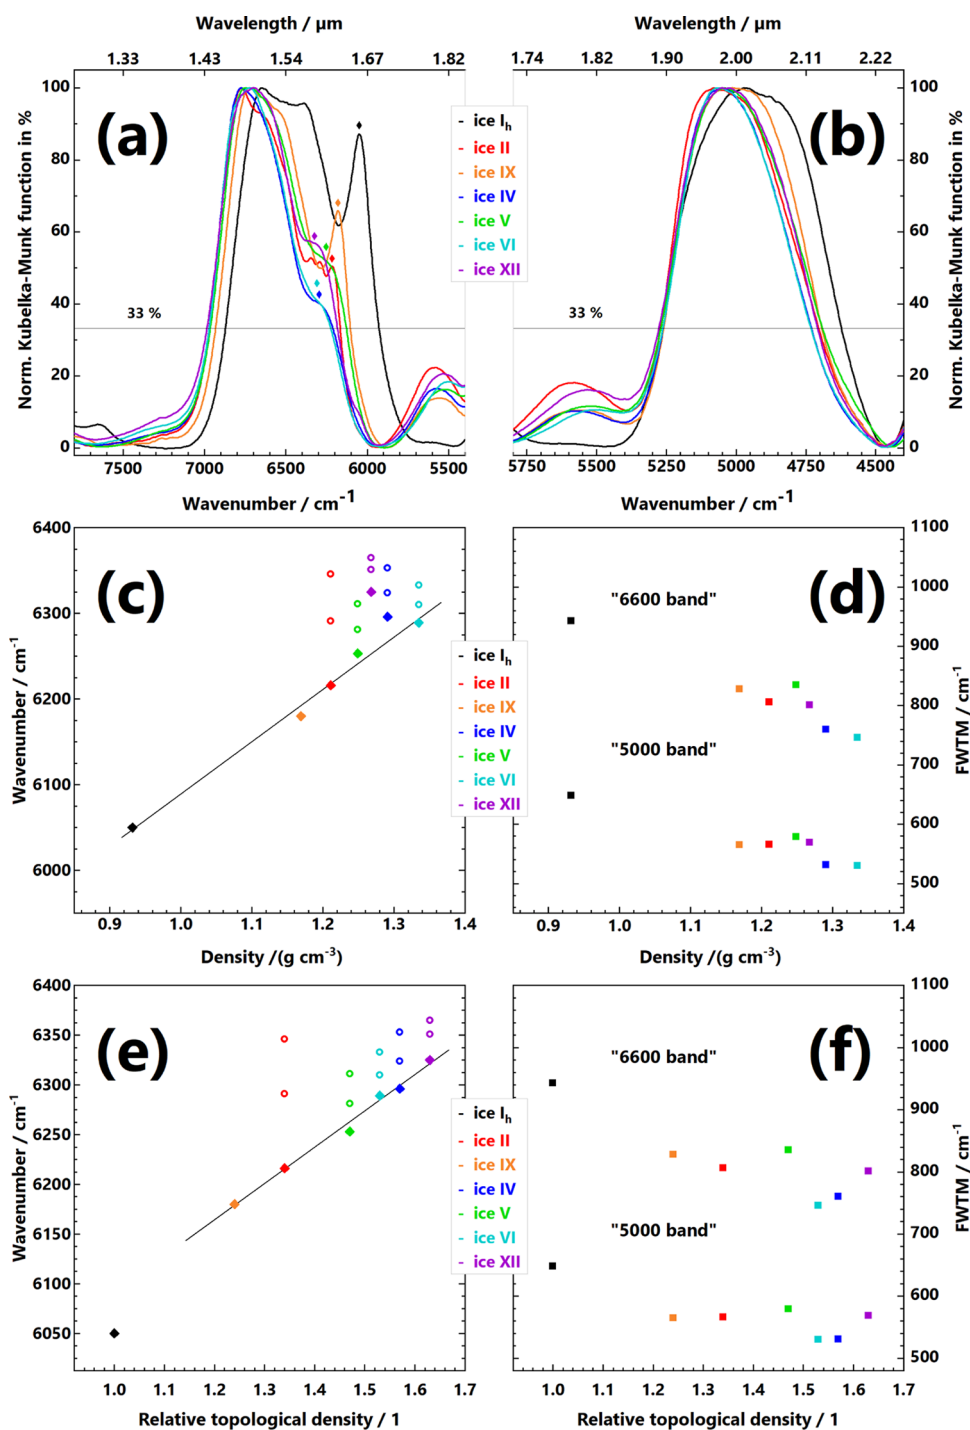 Wavelength / µm
Wavelength / µm
1.33 1.43 1.54 1.67 1.82
1.74 1.82 1.90 2.00 2.11 2.22
Norm. Kubelka-Munk function in %
100
80
60
40
20
0
(a)
33 %
7500 7000 6500 6000 5500
Wavenumber / cm-1
- ice Ih
- ice II
- ice IX
- ice IV
- ice V
- ice VI
- ice XII
(b)
33 %
5750 5500 5250 5000 4750 4500
Wavenumber / cm-1
100
80
60
40
20
0
Norm. Kubelka-Munk function in %
Wavenumber / cm-1
6400
6300
6200
6100
6000
(c)
0.9 1.0 1.1 1.2 1.3 1.4
Density /(g cm-3)
- ice Ih
- ice II
- ice IX
- ice IV
- ice V
- ice VI
- ice XII
(d)
"6600 band"
"5000 band"
0.9 1.0 1.1 1.2 1.3 1.4
Density /(g cm-3)
1100
1000
900
800
700
600
500
FWTM / cm-1
Wavenumber / cm-1
6400
6350
6300
6250
6200
6150
6100
6050
(e)
1.0 1.1 1.2 1.3 1.4 1.5 1.6 1.7
Relative topological density / 1
- ice Ih
- ice II
- ice IX
- ice IV
- ice V
- ice VI
- ice XII
(f)
"6600 band"
"5000 band"
1.0 1.1 1.2 1.3 1.4 1.5 1.6 1.7
Relative topological density / 1
1100
1000
900
800
700
600
500
FWTM / cm-1